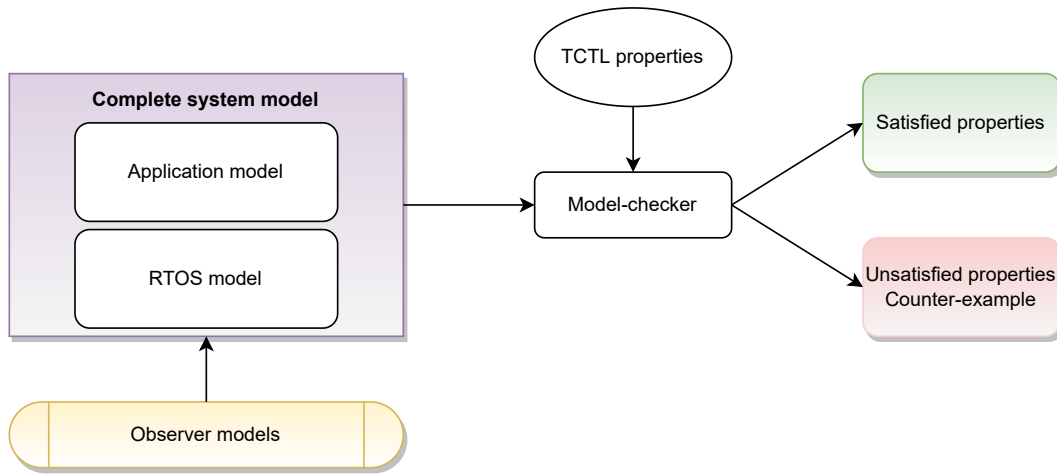 TCTL properties
Complete system model
Application model
RTOS model
Model-checker
Satisfied properties
Unsatisfied properties
Counter-example
Observer models